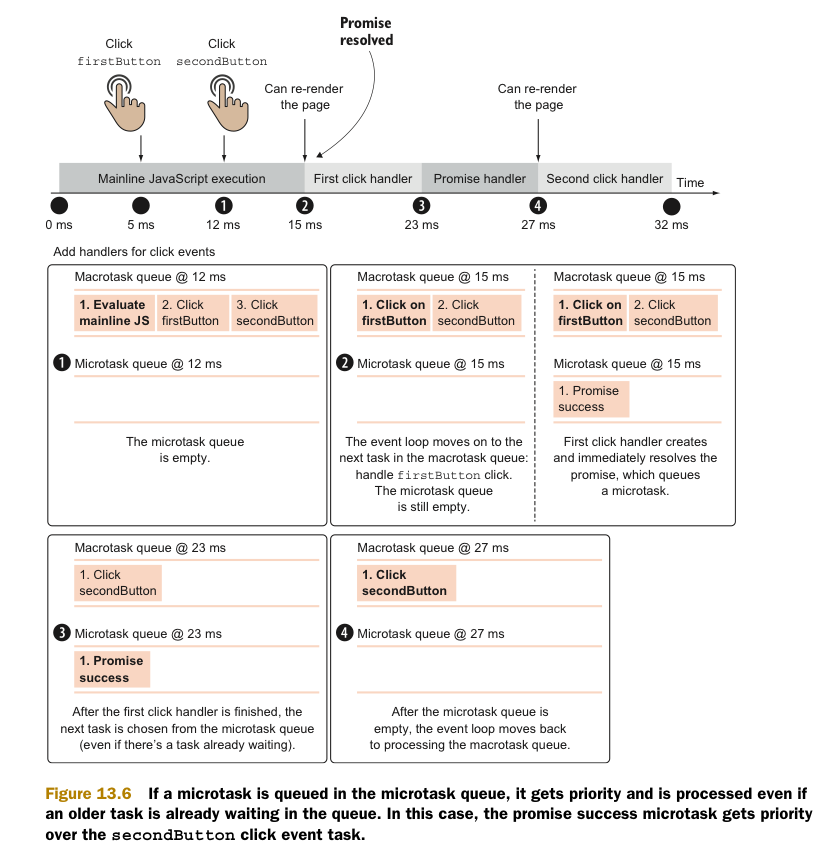 Promise
resolved
Click
firstButton
Click
secondButton
Can re-render
the page
Can re-render
the page
Mainline JavaScript execution
First click handler
Promise handler
Second click handler
Time
1
2
3
4
0 ms
5 ms
12 ms
15 ms
23 ms
27 ms
32 ms
Add handlers for click events
Macrotask queue @ 12 ms
1. Evaluate
mainline JS
2. Click
firstButton
3. Click
secondButton
1
Microtask queue @ 12 ms
The microtask queue
is empty.
Macrotask queue @ 15 ms
1. Click on
firstButton
2. Click
secondButton
2
Microtask queue @ 15 ms
The event loop moves on to the
next task in the macrotask queue:
handle firstButton click.
The microtask queue
is still empty.
Macrotask queue @ 15 ms
1. Click on
firstButton
2. Click
secondButton
Microtask queue @ 15 ms
1. Promise
success
First click handler creates
and immediately resolves the
promise, which queues
a microtask.
Macrotask queue @ 23 ms
1. Click
secondButton
3
Microtask queue @ 23 ms
1. Promise
success
After the first click handler is finished, the
next task is chosen from the microtask queue
(even if there's a task already waiting).
Macrotask queue @ 27 ms
1. Click
secondButton
4
Microtask queue @ 27 ms
After the microtask queue is
empty, the event loop moves back
to processing the macrotask queue.
Figure 13.6 If a microtask is queued in the microtask queue, it gets priority and is processed even if
an older task is already waiting in the queue. In this case, the promise success microtask gets priority
over the secondButton click event task.